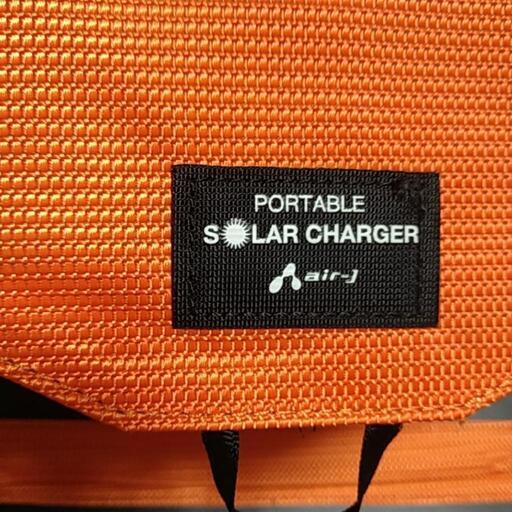 PORTABLE
SOLAR CHARGER
air-J